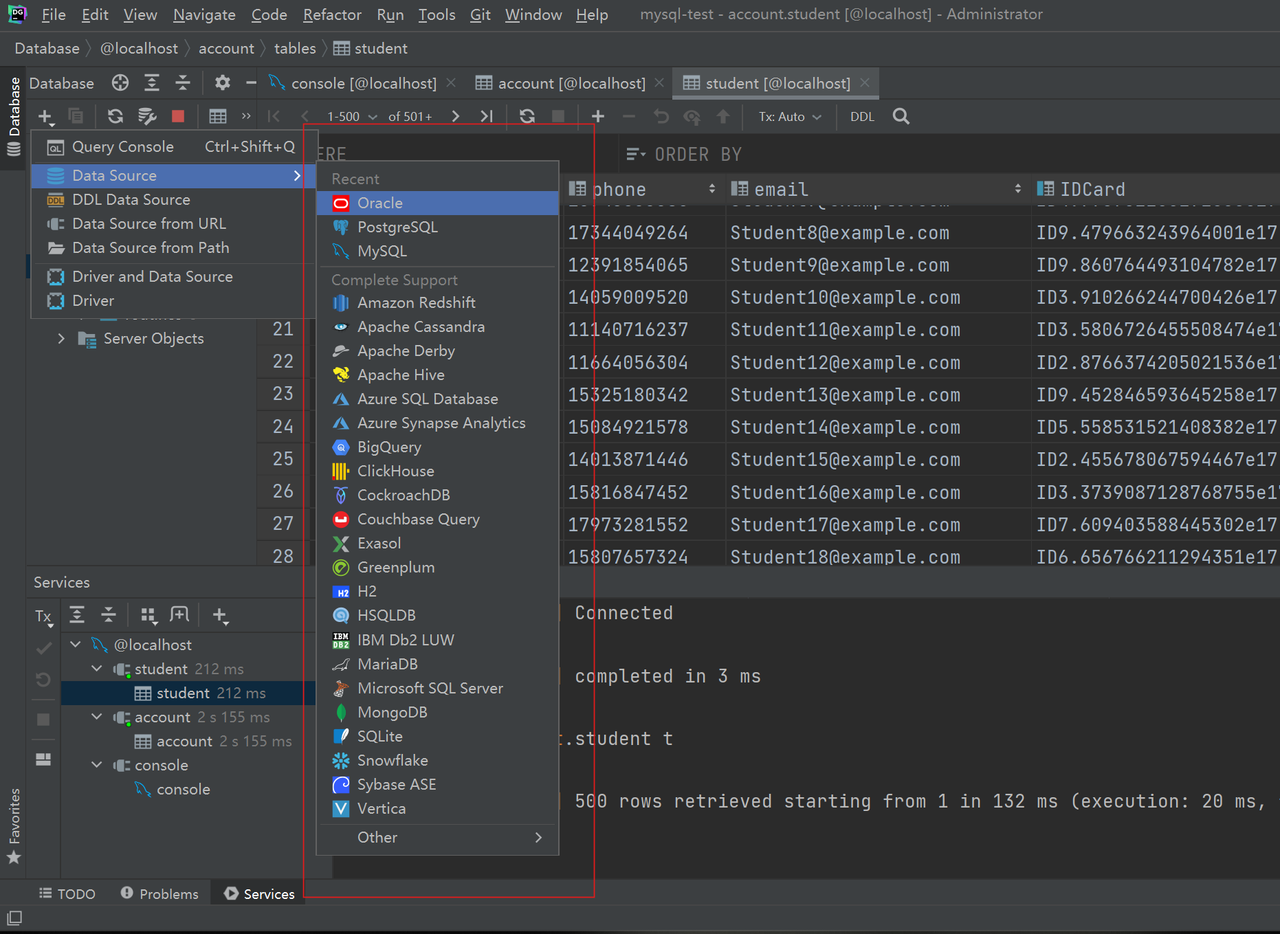 File Edit View Navigate Code Refactor Run Tools Git Window Help mysql-test - account.student [@localhost] - Administrator
Database @localhost account tables student
Database console [@localhost] account [@localhost] student [@localhost]
1-500 of 501+ Tx: Auto DDL
Database
Query Console Ctrl+Shift+Q
Data Source
DDL Data Source
Data Source from URL
Data Source from Path
Driver and Data Source
Driver
Server Objects
ERE ORDER BY
Recent
Oracle
PostgreSQL
MySQL
Complete Support
Amazon Redshift
Apache Cassandra
Apache Derby
Apache Hive
Azure SQL Database
Azure Synapse Analytics
BigQuery
ClickHouse
CockroachDB
Couchbase Query
Exasol
Greenplum
H2
HSQLDB
IBM Db2 LUW
MariaDB
Microsoft SQL Server
MongoDB
SQLite
Snowflake
Sybase ASE
Vertica
Other
phone email IDCard
17344049264 Student8@example.com ID9.479663243964001e17
12391854065 Student9@example.com ID9.860764493104782e17
14059009520 Student10@example.com ID3.910266244700426e17
21 11140716237 Student11@example.com ID3.5806726455508474e17
22 11664056304 Student12@example.com ID2.8766374205021536e17
23 15325180342 Student13@example.com ID9.452846593645258e17
24 15084921578 Student14@example.com ID5.558531521408382e17
25 14013871446 Student15@example.com ID2.455678067594467e17
26 15816847452 Student16@example.com ID3.3739087128768755e17
27 17973281552 Student17@example.com ID7.609403588445302e17
28 15807657324 Student18@example.com ID6.656766211294351e17
Services
Tx
@localhost
student 212 ms
student 212 ms
account 2 s 155 ms
account 2 s 155 ms
console
console
Connected
completed in 3 ms
.student t
500 rows retrieved starting from 1 in 132 ms (execution: 20 ms,
Favorites
TODO Problems Services